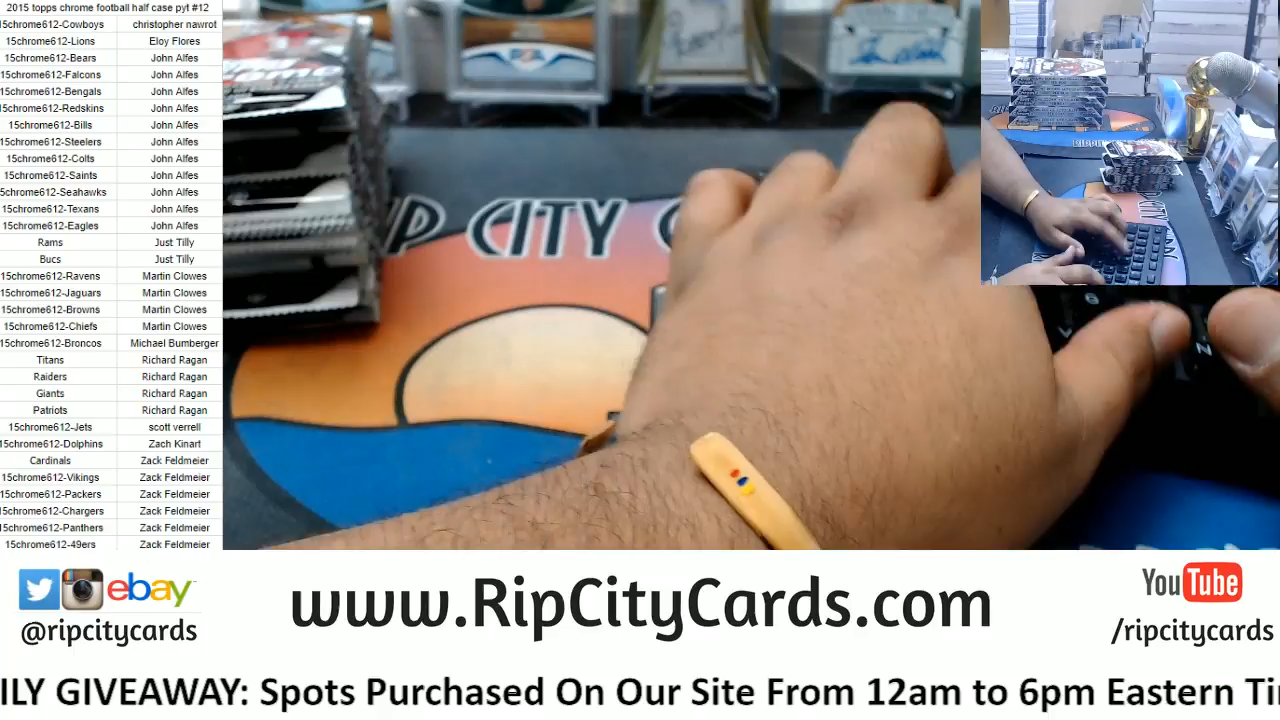 2015 topps chrome football half case pyt #12
15chrome612-Cowboys christopher nawrot
15chrome612-Lions Eloy Flores
15chrome612-Bears John Alfes
15chrome612-Falcons John Alfes
15chrome612-Bengals John Alfes
15chrome612-Redskins John Alfes
15chrome612-Bills John Alfes
15chrome612-Steelers John Alfes
15chrome612-Colts John Alfes
15chrome612-Saints John Alfes
15chrome612-Seahawks John Alfes
15chrome612-Texans John Alfes
15chrome612-Eagles John Alfes
Rams Just Tilly
Bucs Just Tilly
15chrome612-Ravens Martin Clowes
15chrome612-Jaguars Martin Clowes
15chrome612-Browns Martin Clowes
15chrome612-Chiefs Martin Clowes
15chrome612-Broncos Michael Bumberger
Titans Richard Ragan
Raiders Richard Ragan
Giants Richard Ragan
Patriots Richard Ragan
15chrome612-Jets scott verrell
15chrome612-Dolphins Zach Kinart
Cardinals Zack Feldmeier
15chrome612-Vikings Zack Feldmeier
15chrome612-Packers Zack Feldmeier
15chrome612-Chargers Zack Feldmeier
15chrome612-Panthers Zack Feldmeier
15chrome612-49ers Zack Feldmeier
RIP CITY
ebay
@ripcitycards
www.RipCityCards.com
YouTube
/ripcitycards
ILY GIVEAWAY: Spots Purchased On Our Site From 12am to 6pm Eastern Ti